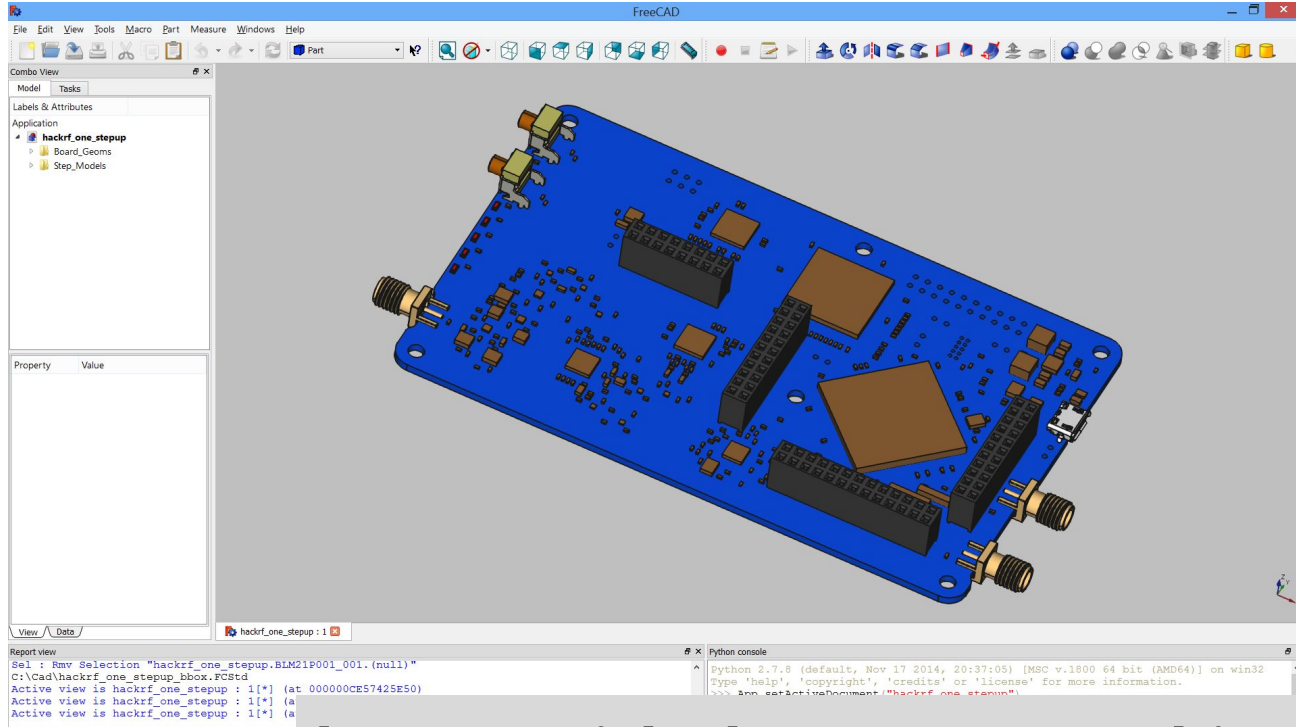 FreeCAD
File Edit View Tools Macro Part Measure Windows Help
Part
Combo View
Model Tasks
Labels & Attributes
Application
hackrf_one_stepup
Board_Geoms
Step_Models
Property Value
View Data
hackrf_one_stepup : 1
Z
Y
Report view
Sel : Rmv Selection "hackrf_one_stepup.BLM21P001_001.(null)"
C:\Cad\hackrf_one_stepup_bbox.FCStd
Active view is hackrf_one_stepup : 1[*] (at 000000CE57425E50)
Active view is hackrf_one_stepup : 1[*] (a
Active view is hackrf_one_stepup : 1[*] (a
Python console
Python 2.7.8 (default, Nov 17 2014, 20:37:05) [MSC v.1800 64 bit (AMD64)] on win32
Type 'help', 'copyright', 'credits' or 'license' for more information.
>>> App.setActiveDocument("hackrf_one_stepup")